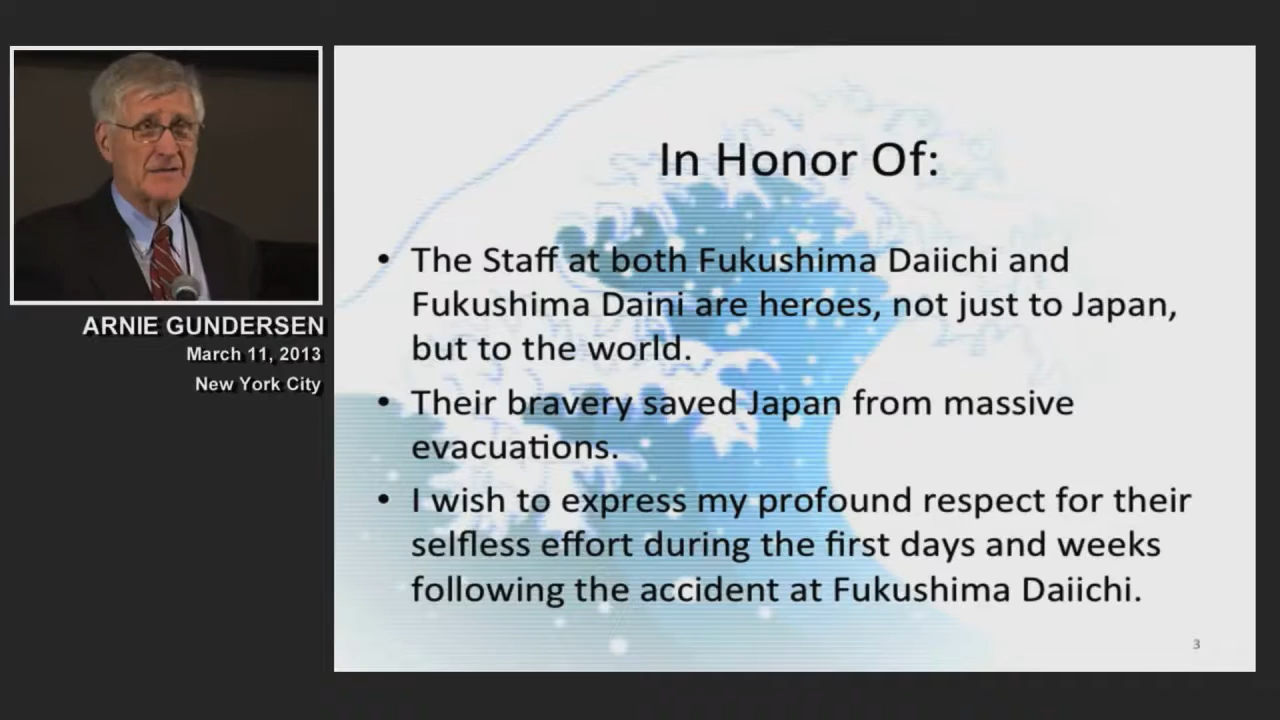 ARNIE GUNDERSEN
March 11, 2013
New York City
In Honor Of:
• The Staff at both Fukushima Daiichi and
Fukushima Daini are heroes, not just to Japan,
but to the world.
• Their bravery saved Japan from massive
evacuations.
• I wish to express my profound respect for their
selfless effort during the first days and weeks
following the accident at Fukushima Daiichi.
3